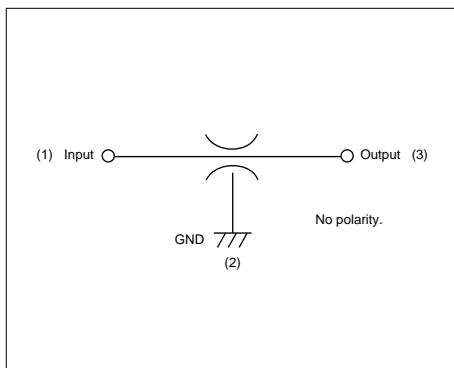 (1) Input Output (3)
No polarity.
GND
(2)